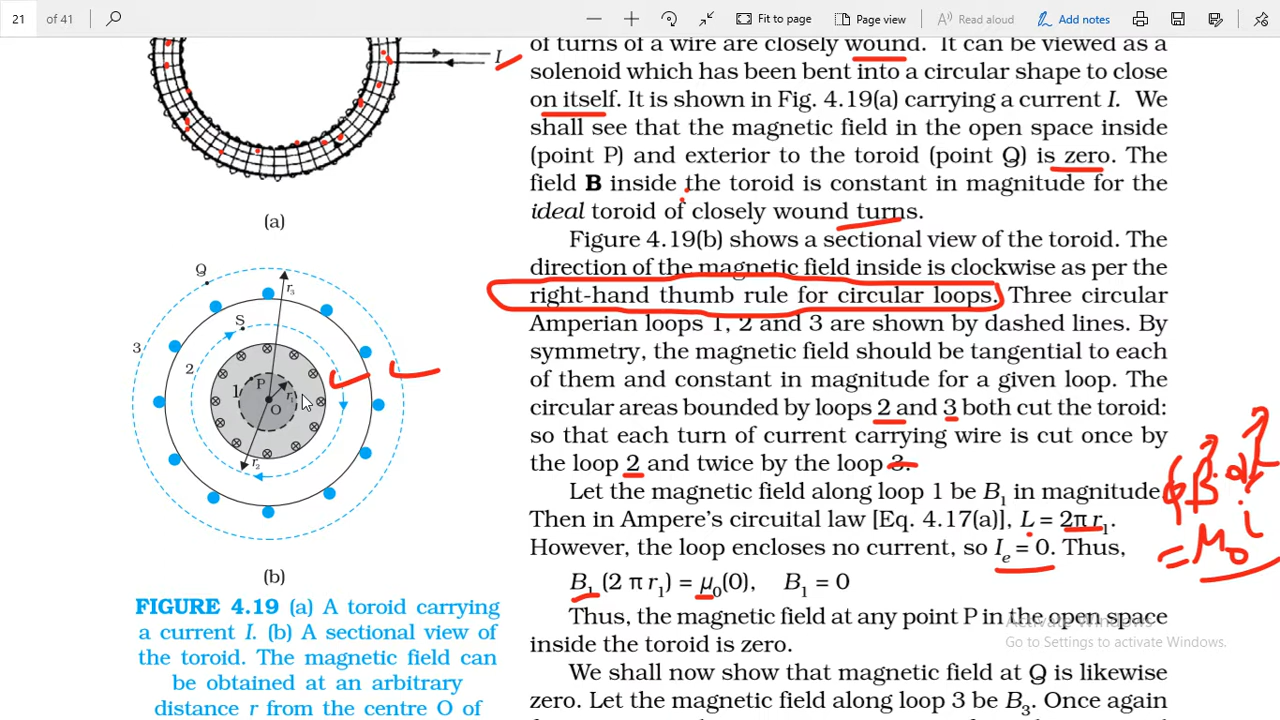 21 of 41
Fit to page
Page view
Read aloud
Add notes
of turns of a wire are closely wound. It can be viewed as a
solenoid which has been bent into a circular shape to close
on itself. It is shown in Fig. 4.19(a) carrying a current I. We
shall see that the magnetic field in the open space inside
(point P) and exterior to the toroid (point Q) is zero. The
field B inside the toroid is constant in magnitude for the
ideal toroid of closely wound turns.
Figure 4.19(b) shows a sectional view of the toroid. The
direction of the magnetic field inside is clockwise as per the
right-hand thumb rule for circular loops. Three circular
Amperian loops 1, 2 and 3 are shown by dashed lines. By
symmetry, the magnetic field should be tangential to each
of them and constant in magnitude for a given loop. The
circular areas bounded by loops 2 and 3 both cut the toroid:
so that each turn of current carrying wire is cut once by
the loop 2 and twice by the loop 3.
Let the magnetic field along loop 1 be B₁ in magnitude.
Then in Ampere's circuital law [Eq. 4.17(a)], L = 2π r₁.
However, the loop encloses no current, so Iₑ = 0. Thus,
B₁ (2 π r₁) = μ₀(0), B₁ = 0
Thus, the magnetic field at any point P in the open space
inside the toroid is zero.
We shall now show that magnetic field at Q is likewise
zero. Let the magnetic field along loop 3 be B₃. Once again
I
(a)
Q
r₃
S
3
2
1
P
r₁
O
r₂
(b)
FIGURE 4.19 (a) A toroid carrying
a current I. (b) A sectional view of
the toroid. The magnetic field can
be obtained at an arbitrary
distance r from the centre O of
∮ B⃗ . dL⃗
= μ₀ i
Activate Windows
Go to Settings to activate Windows.